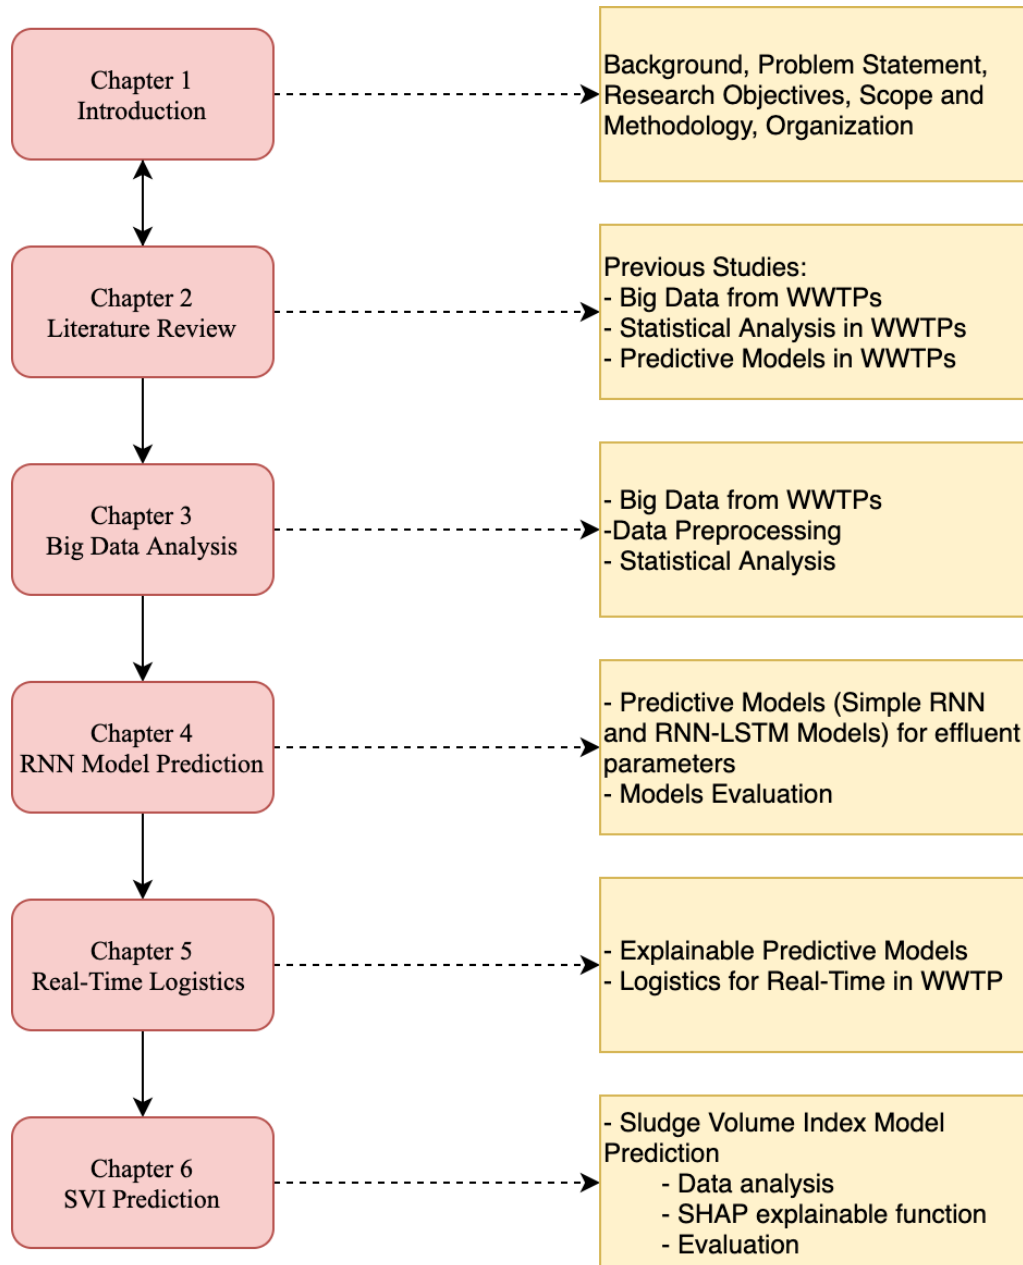 Chapter 1
Introduction
Background, Problem Statement,
Research Objectives, Scope and
Methodology, Organization
Chapter 2
Literature Review
Previous Studies:
- Big Data from WWTPs
- Statistical Analysis in WWTPs
- Predictive Models in WWTPs
Chapter 3
Big Data Analysis
- Big Data from WWTPs
-Data Preprocessing
- Statistical Analysis
Chapter 4
RNN Model Prediction
- Predictive Models (Simple RNN
and RNN-LSTM Models) for effluent
parameters
- Models Evaluation
Chapter 5
Real-Time Logistics
- Explainable Predictive Models
- Logistics for Real-Time in WWTP
Chapter 6
SVI Prediction
- Sludge Volume Index Model
Prediction
- Data analysis
- SHAP explainable function
- Evaluation